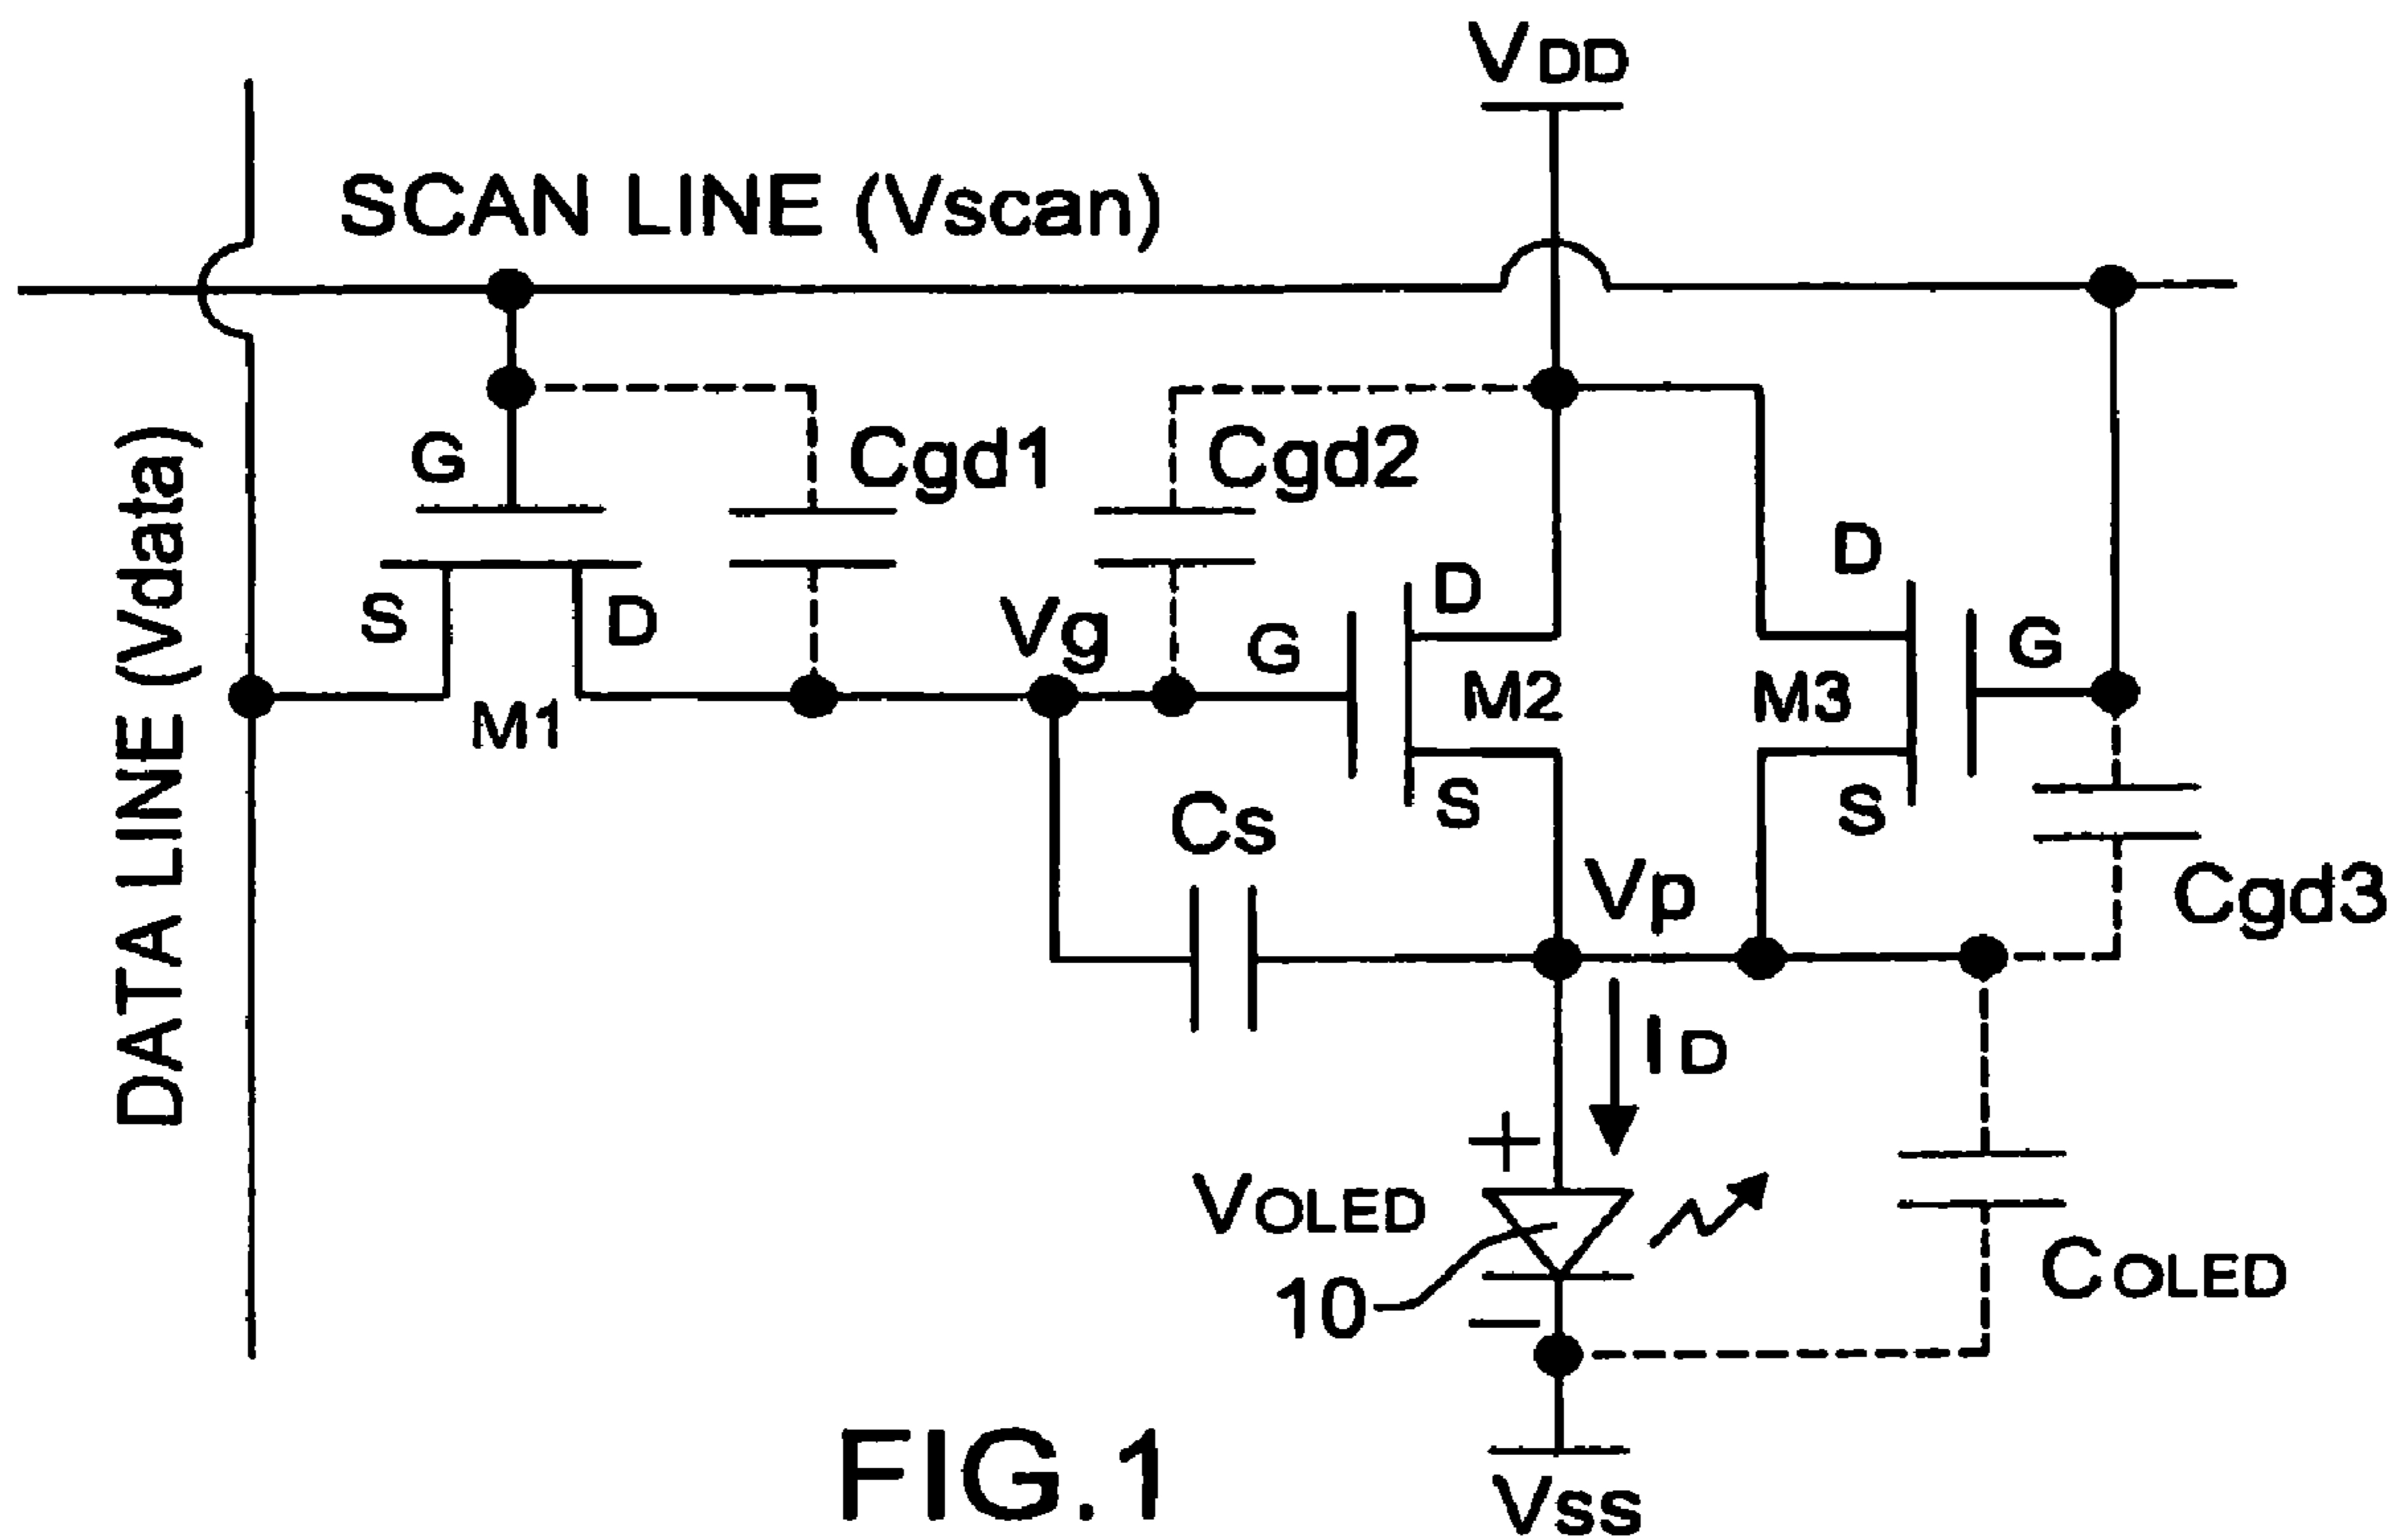 VDD
SCAN LINE (Vscan)
DATA LINE (Vdata)
G
Cgd1
Cgd2
S
D
M1
Vg
G
D
M2
S
D
M3
S
G
Cgd3
Cs
Vp
ID
+
VOLED
10
−
COLED
VSS
FIG.1